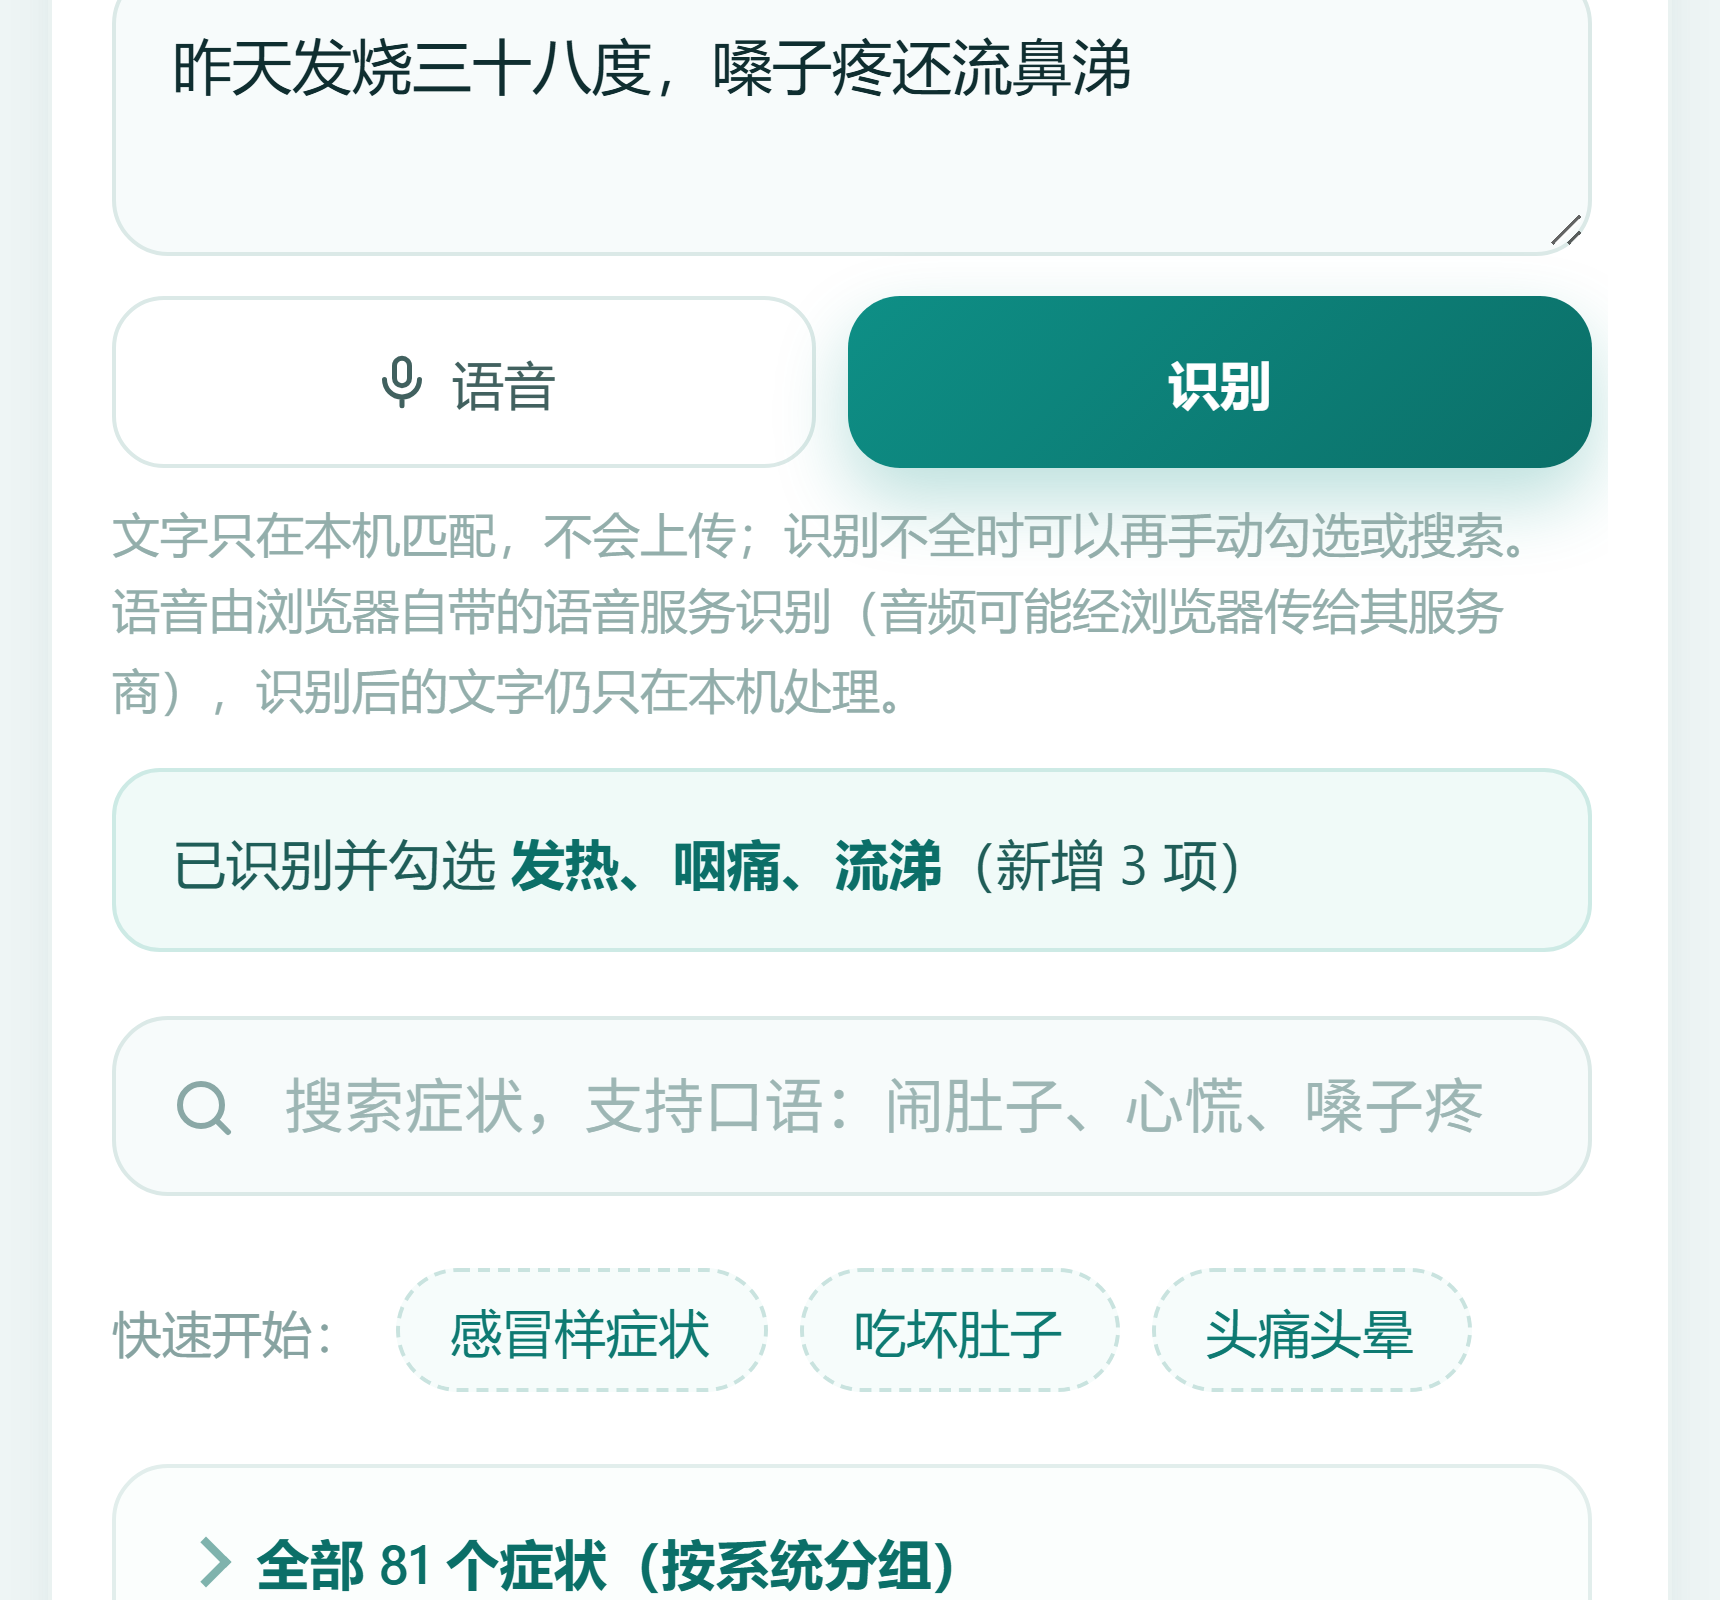 昨天发烧三十八度，嗓子疼还流鼻涕
语音
识别
文字只在本机匹配，不会上传；识别不全时可以再手动勾选或搜索。
语音由浏览器自带的语音服务识别（音频可能经浏览器传给其服务
商），识别后的文字仍只在本机处理。
已识别并勾选 发热、咽痛、流涕（新增 3 项）
搜索症状，支持口语：闹肚子、心慌、嗓子疼
快速开始： 感冒样症状 吃坏肚子 头痛头晕
全部 81 个症状（按系统分组）